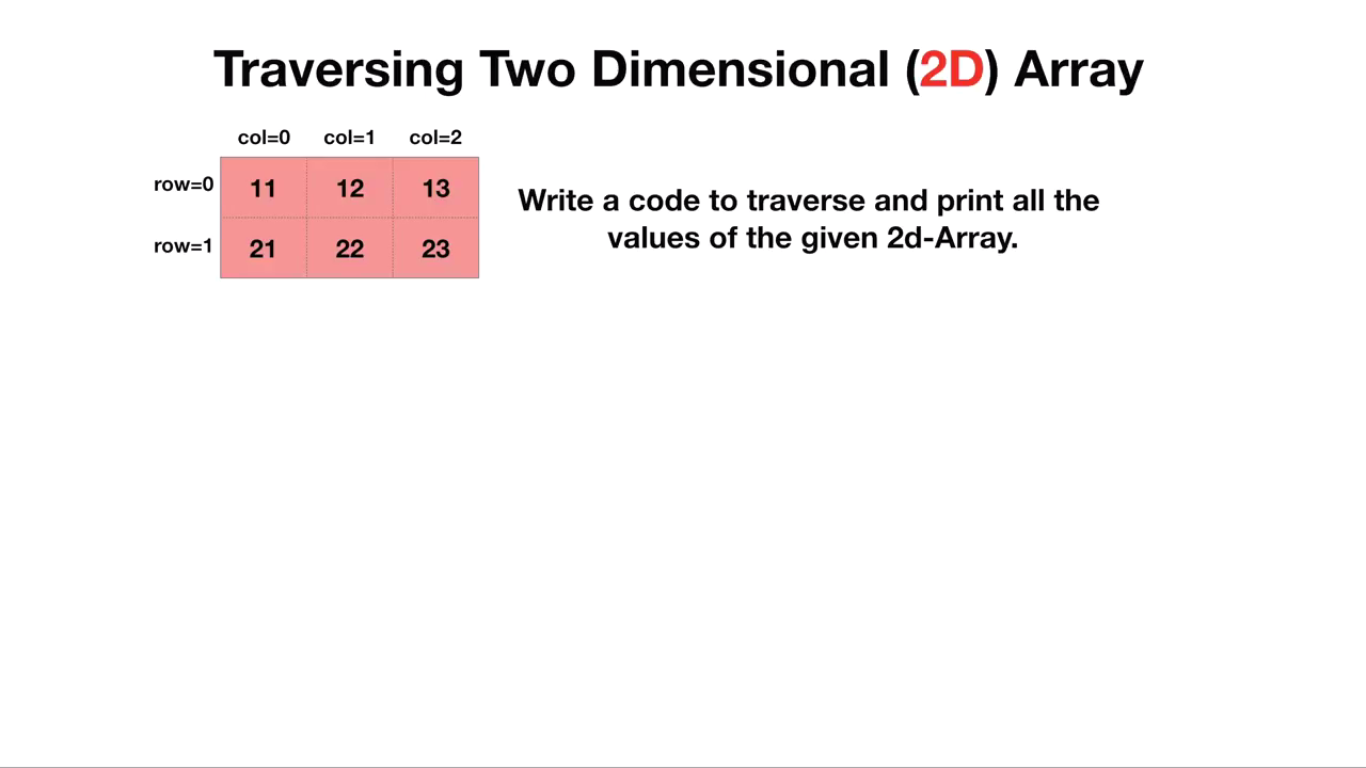 Traversing Two Dimensional (2D) Array
col=0 col=1 col=2
row=0 11 12 13
row=1 21 22 23
Write a code to traverse and print all the
values of the given 2d-Array.